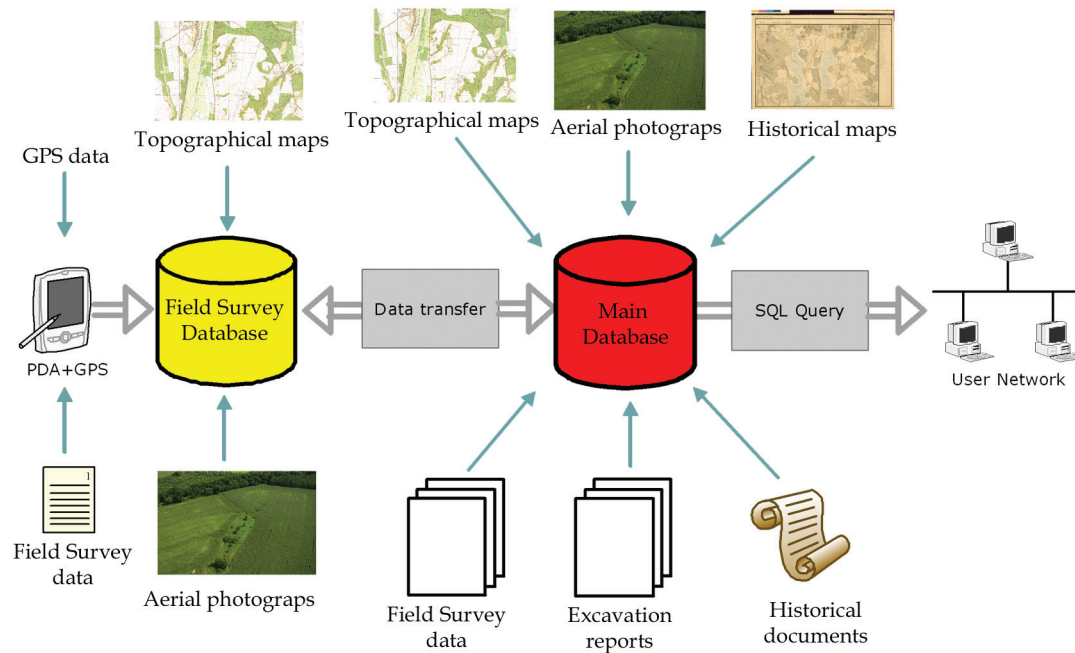 Topographical maps
Topographical maps
Aerial photograps
Historical maps
GPS data
Field Survey
Database
Data transfer
Main
Database
SQL Query
PDA+GPS
User Network
1
Field Survey
data
Aerial photograps
Field Survey
data
Excavation
reports
Historical
documents